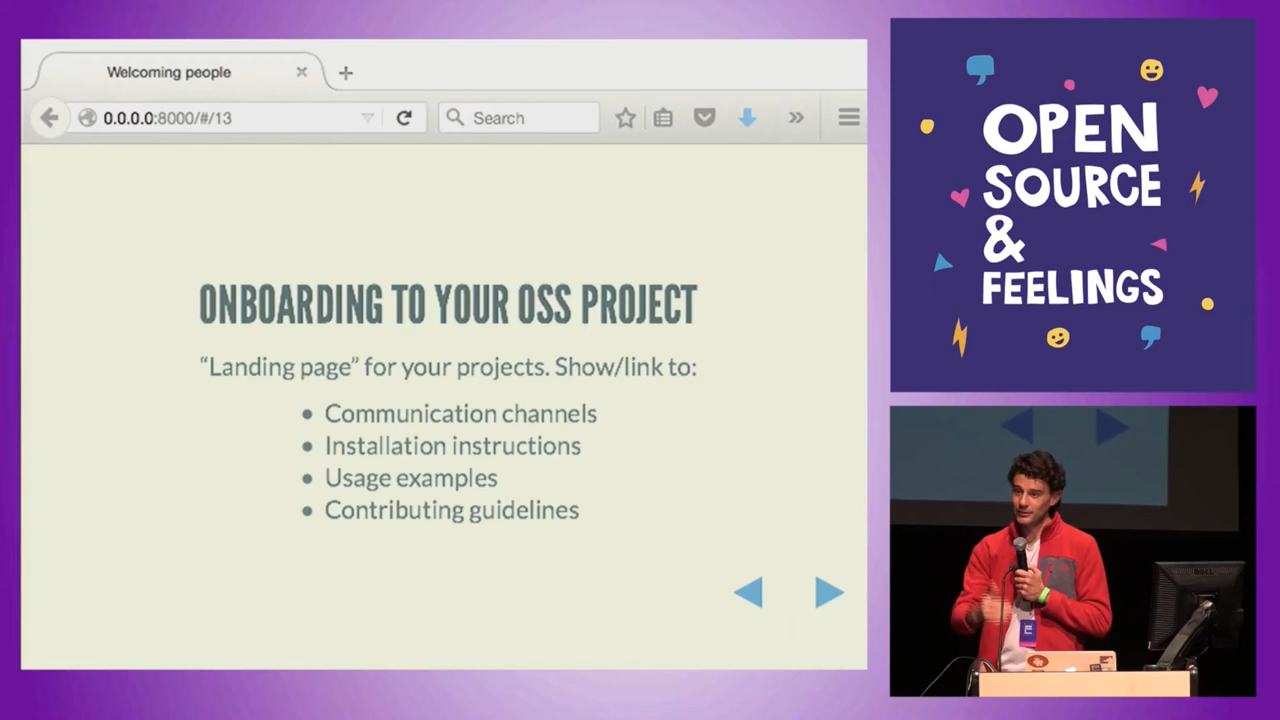 Welcoming people
0.0.0.0:8000/#/13
Search
ONBOARDING TO YOUR OSS PROJECT
“Landing page” for your projects. Show/link to:
• Communication channels
• Installation instructions
• Usage examples
• Contributing guidelines
OPEN
SOURCE
&
FEELINGS
DELL